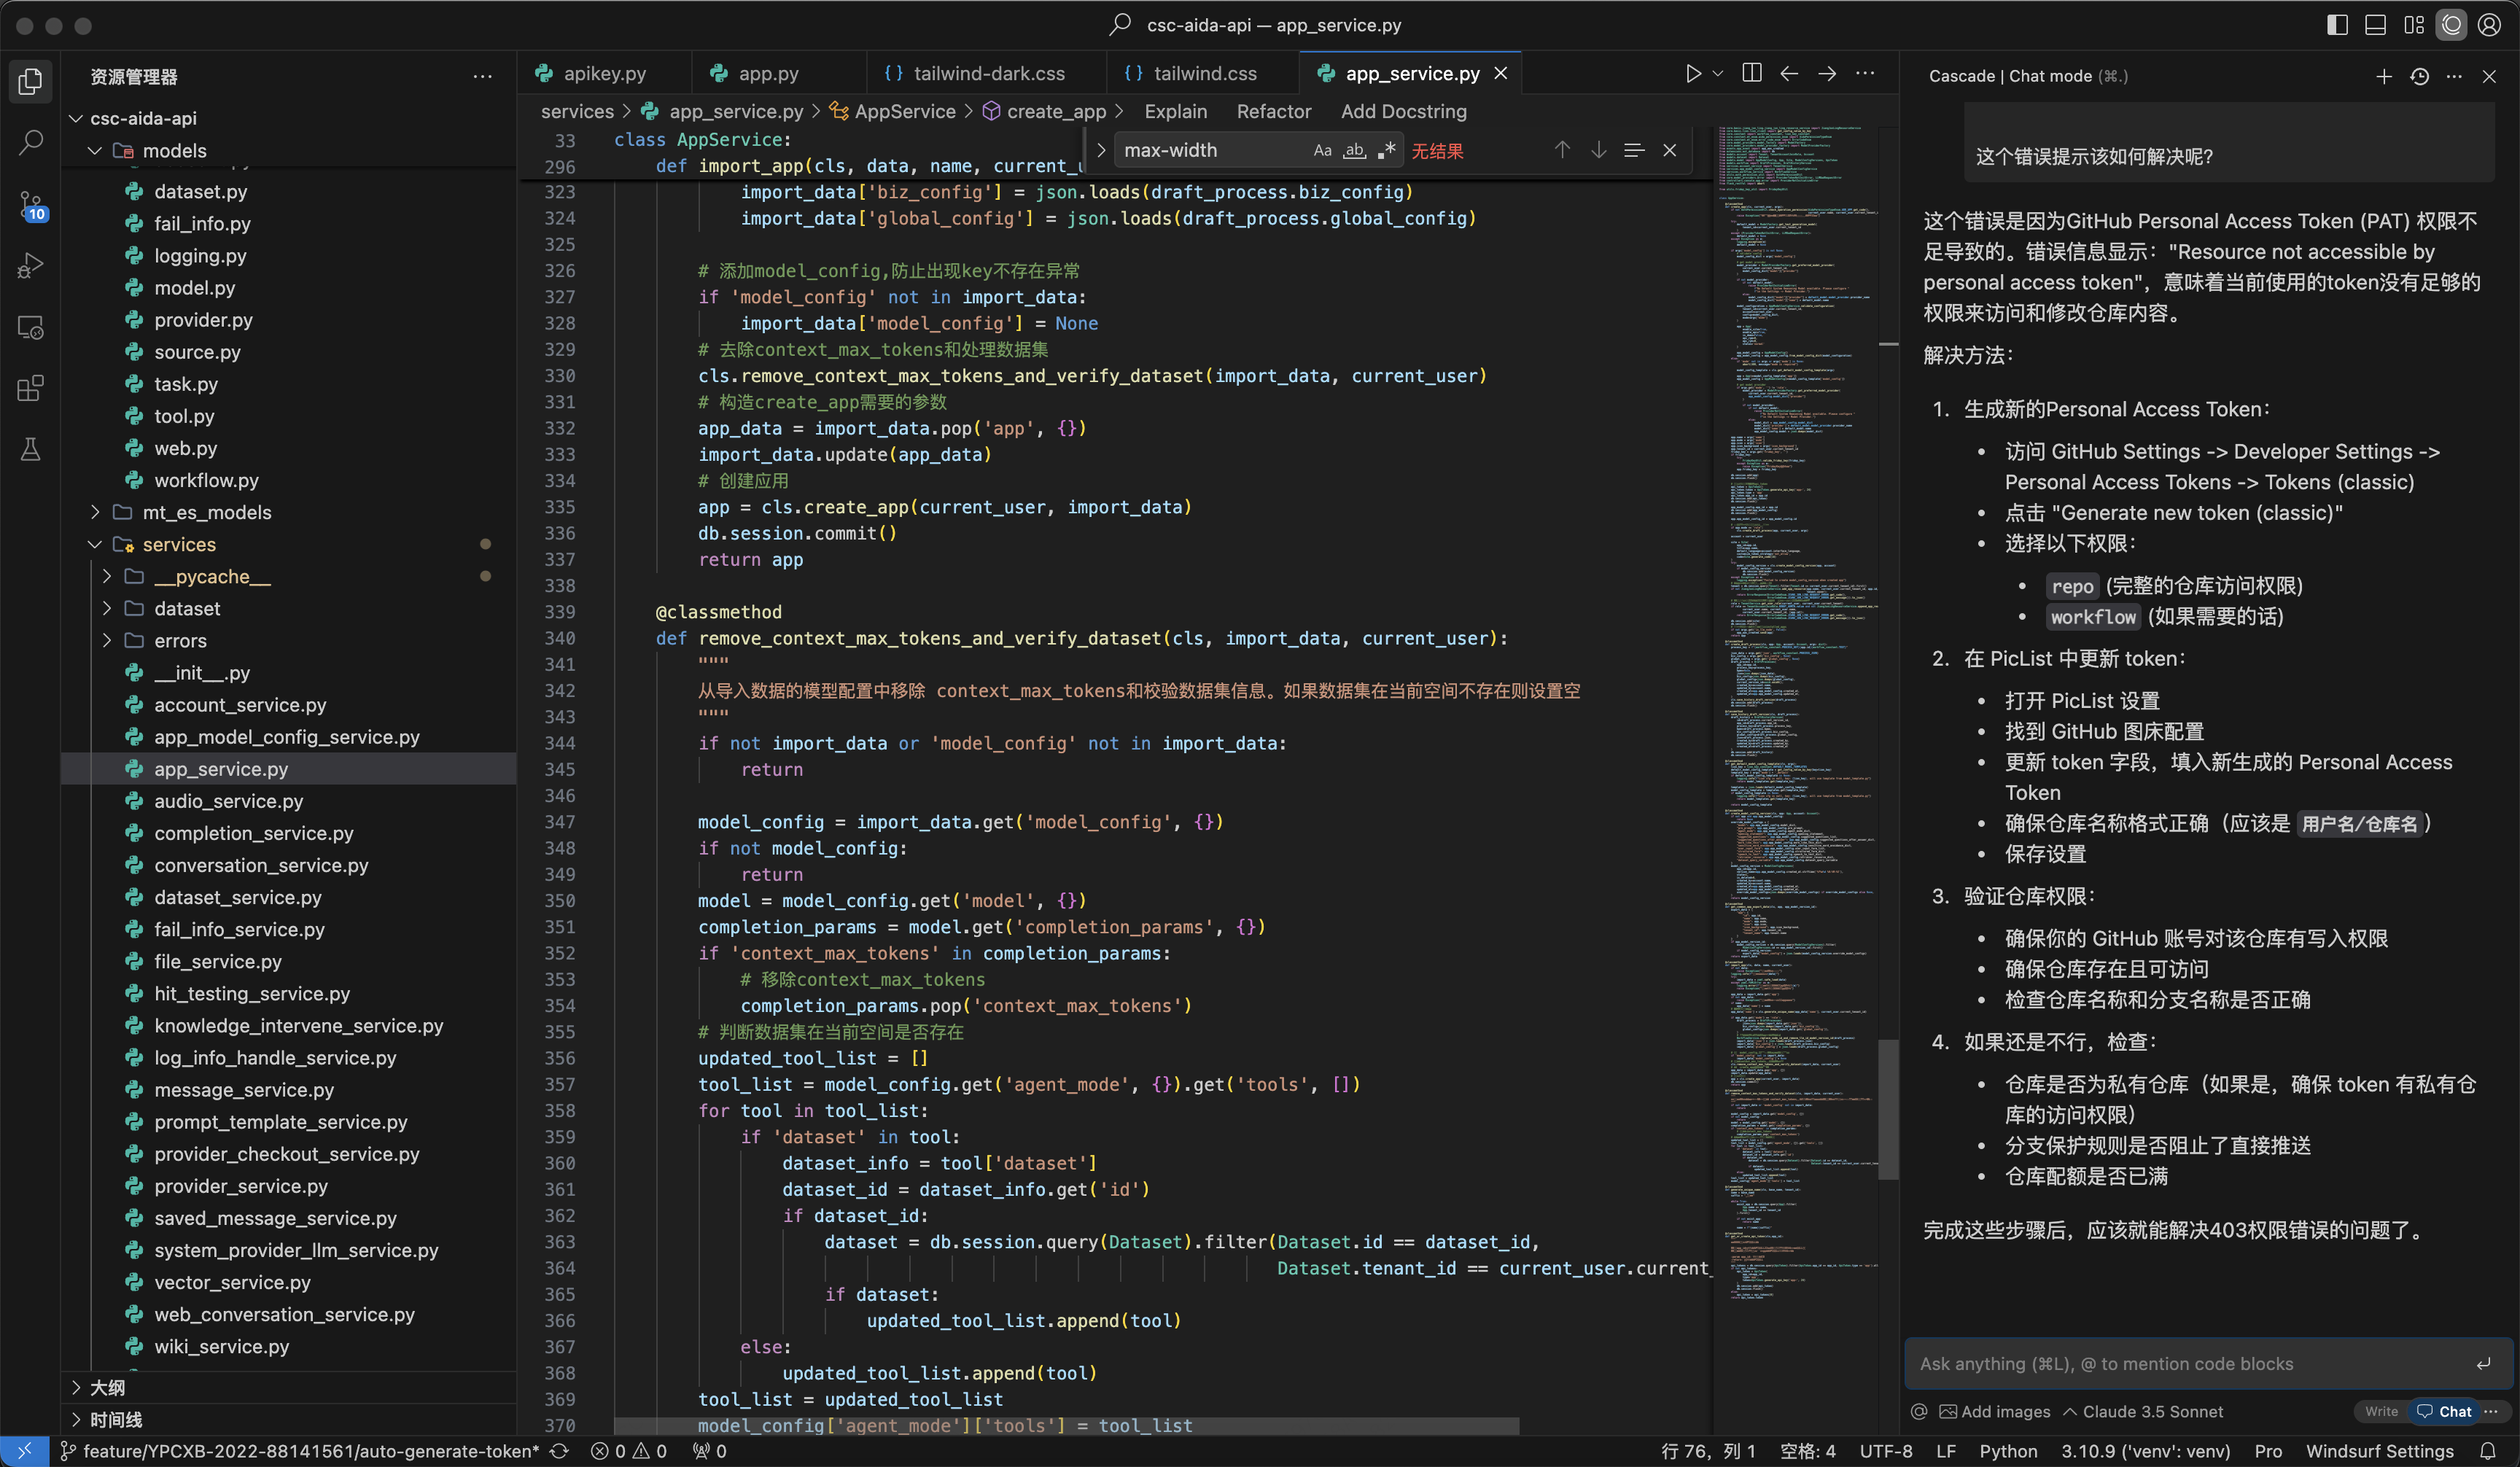 csc-aida-api — app_service.py
资源管理器
csc-aida-api
models
dataset.py
fail_info.py
logging.py
model.py
provider.py
source.py
task.py
tool.py
web.py
workflow.py
mt_es_models
services
__pycache__
dataset
errors
__init__.py
account_service.py
app_model_config_service.py
app_service.py
audio_service.py
completion_service.py
conversation_service.py
dataset_service.py
fail_info_service.py
file_service.py
hit_testing_service.py
knowledge_intervene_service.py
log_info_handle_service.py
message_service.py
prompt_template_service.py
provider_checkout_service.py
provider_service.py
saved_message_service.py
system_provider_llm_service.py
vector_service.py
web_conversation_service.py
wiki_service.py
大纲
时间线
10
apikey.py
app.py
{} tailwind-dark.css
{} tailwind.css
app_service.py
services > app_service.py > AppService > create_app > Explain Refactor Add Docstring
max-width Aa ab .* 无结果
33 class AppService:
296 def import_app(cls, data, name, current_u
323 import_data['biz_config'] = json.loads(draft_process.biz_config)
324 import_data['global_config'] = json.loads(draft_process.global_config)
325
326 # 添加model_config,防止出现key不存在异常
327 if 'model_config' not in import_data:
328 import_data['model_config'] = None
329 # 去除context_max_tokens和处理数据集
330 cls.remove_context_max_tokens_and_verify_dataset(import_data, current_user)
331 # 构造create_app需要的参数
332 app_data = import_data.pop('app', {})
333 import_data.update(app_data)
334 # 创建应用
335 app = cls.create_app(current_user, import_data)
336 db.session.commit()
337 return app
338
339 @classmethod
340 def remove_context_max_tokens_and_verify_dataset(cls, import_data, current_user):
341 """
342 从导入数据的模型配置中移除 context_max_tokens和校验数据集信息。如果数据集在当前空间不存在则设置空
343 """
344 if not import_data or 'model_config' not in import_data:
345 return
346
347 model_config = import_data.get('model_config', {})
348 if not model_config:
349 return
350 model = model_config.get('model', {})
351 completion_params = model.get('completion_params', {})
352 if 'context_max_tokens' in completion_params:
353 # 移除context_max_tokens
354 completion_params.pop('context_max_tokens')
355 # 判断数据集在当前空间是否存在
356 updated_tool_list = []
357 tool_list = model_config.get('agent_mode', {}).get('tools', [])
358 for tool in tool_list:
359 if 'dataset' in tool:
360 dataset_info = tool['dataset']
361 dataset_id = dataset_info.get('id')
362 if dataset_id:
363 dataset = db.session.query(Dataset).filter(Dataset.id == dataset_id,
364 Dataset.tenant_id == current_user.current_
365 if dataset:
366 updated_tool_list.append(tool)
367 else:
368 updated_tool_list.append(tool)
369 tool_list = updated_tool_list
370 model_config['agent_mode']['tools'] = tool_list
Cascade | Chat mode (⌘.)
这个错误提示该如何解决呢?
这个错误是因为GitHub Personal Access Token (PAT) 权限不
足导致的。错误信息显示："Resource not accessible by
personal access token"，意味着当前使用的token没有足够的
权限来访问和修改仓库内容。
解决方法：
1. 生成新的Personal Access Token：
• 访问 GitHub Settings -> Developer Settings ->
Personal Access Tokens -> Tokens (classic)
• 点击 "Generate new token (classic)"
• 选择以下权限：
• repo (完整的仓库访问权限)
• workflow (如果需要的话)
2. 在 PicList 中更新 token：
• 打开 PicList 设置
• 找到 GitHub 图床配置
• 更新 token 字段，填入新生成的 Personal Access
Token
• 确保仓库名称格式正确（应该是 用户名/仓库名）
• 保存设置
3. 验证仓库权限：
• 确保你的 GitHub 账号对该仓库有写入权限
• 确保仓库存在且可访问
• 检查仓库名称和分支名称是否正确
4. 如果还是不行，检查：
• 仓库是否为私有仓库（如果是，确保 token 有私有仓
库的访问权限）
• 分支保护规则是否阻止了直接推送
• 仓库配额是否已满
完成这些步骤后，应该就能解决403权限错误的问题了。
Ask anything (⌘L), @ to mention code blocks
Add images Claude 3.5 Sonnet Write Chat
feature/YPCXB-2022-88141561/auto-generate-token* 0 0 0 行 76，列 1 空格: 4 UTF-8 LF Python 3.10.9 ('venv': venv) Pro Windsurf Settings